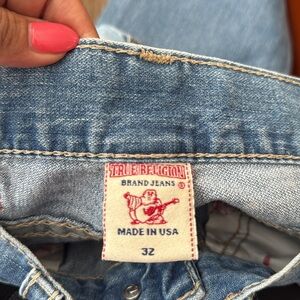 TRUE RELIGION
BRAND JEANS ®
MADE IN USA
32